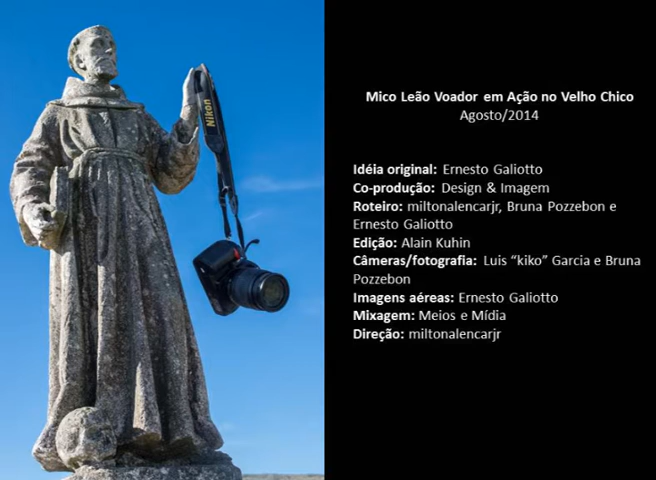 Nikon
Mico Leão Voador em Ação no Velho Chico
Agosto/2014
Idéia original: Ernesto Galiotto
Co-produção: Design & Imagem
Roteiro: miltonalencarjr, Bruna Pozzebon e
Ernesto Galiotto
Edição: Alain Kuhin
Câmeras/fotografia: Luis “kiko” Garcia e Bruna
Pozzebon
Imagens aéreas: Ernesto Galiotto
Mixagem: Meios e Mídia
Direção: miltonalencarjr